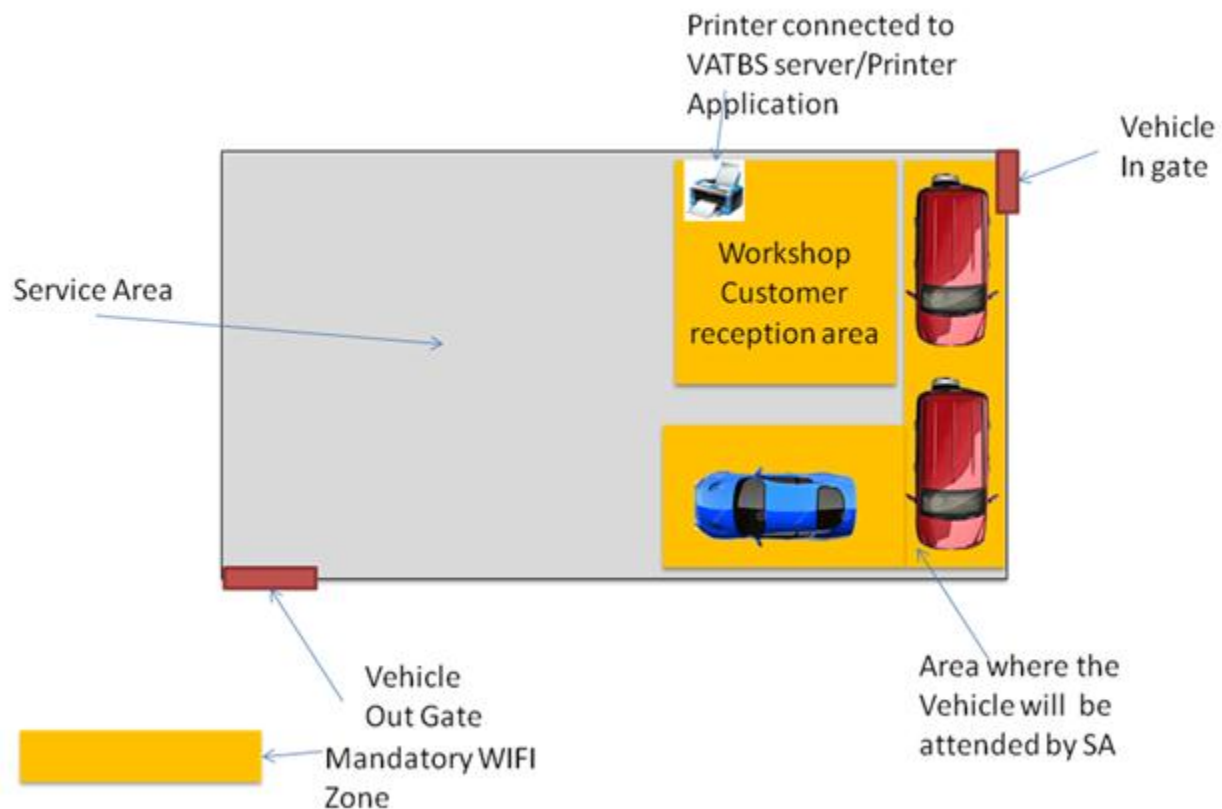 Printer connected to
VATBS server/Printer
Application
Vehicle
In gate
Service Area
Workshop
Customer
reception area
Vehicle
Out Gate
Area where the
Vehicle will be
attended by SA
Mandatory WIFI
Zone